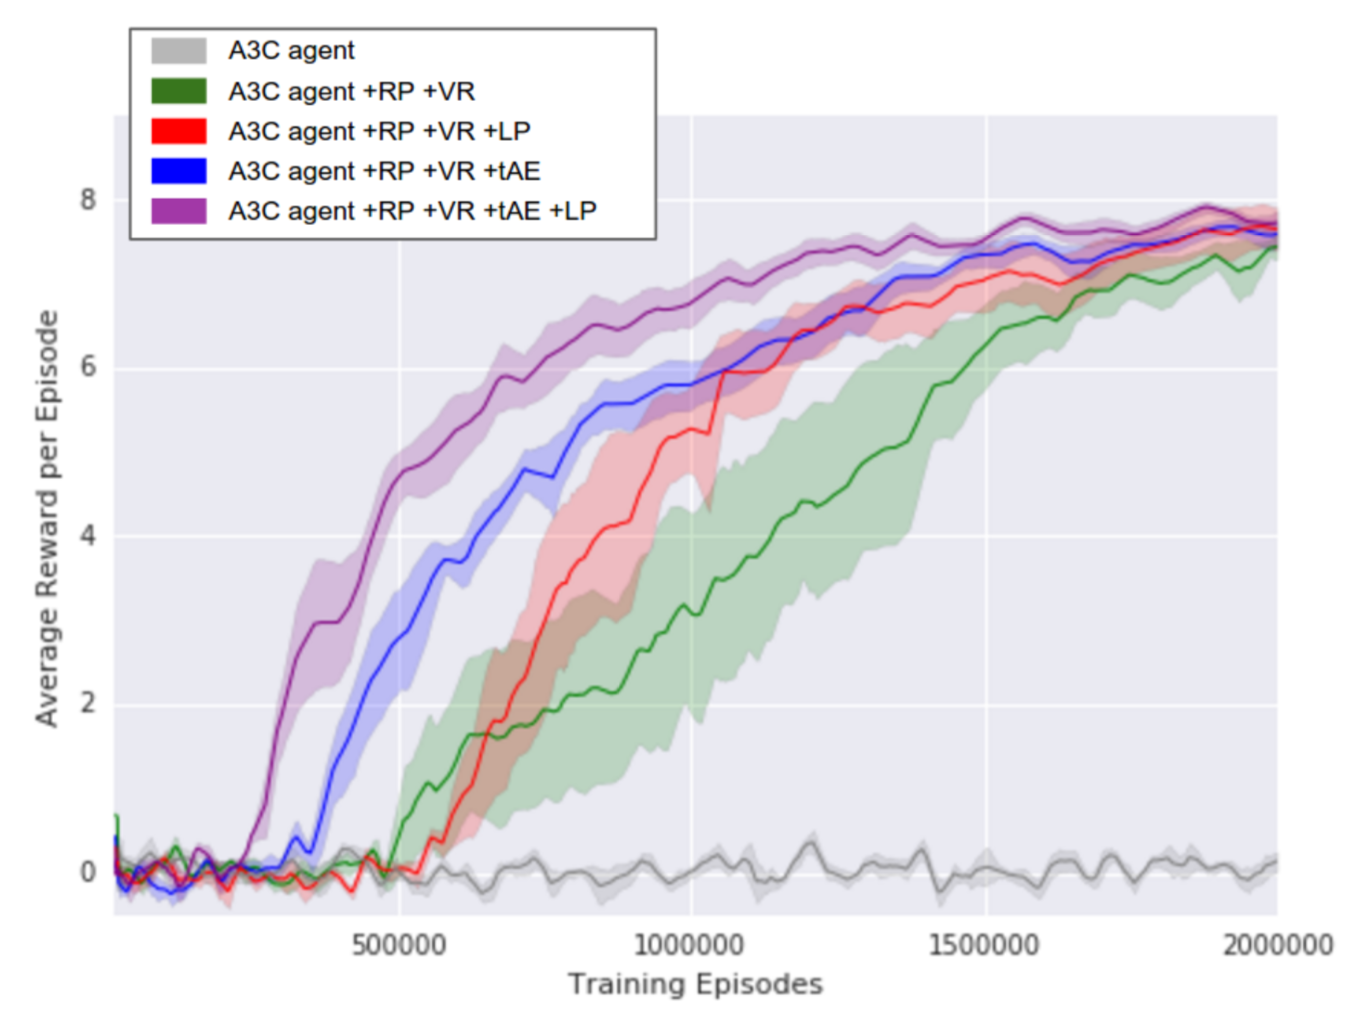 A3C agent
A3C agent +RP +VR
A3C agent +RP +VR +LP
A3C agent +RP +VR +tAE
A3C agent +RP +VR +tAE +LP
8
6
4
2
0
Average Reward per Episode
500000 1000000 1500000 2000000
Training Episodes